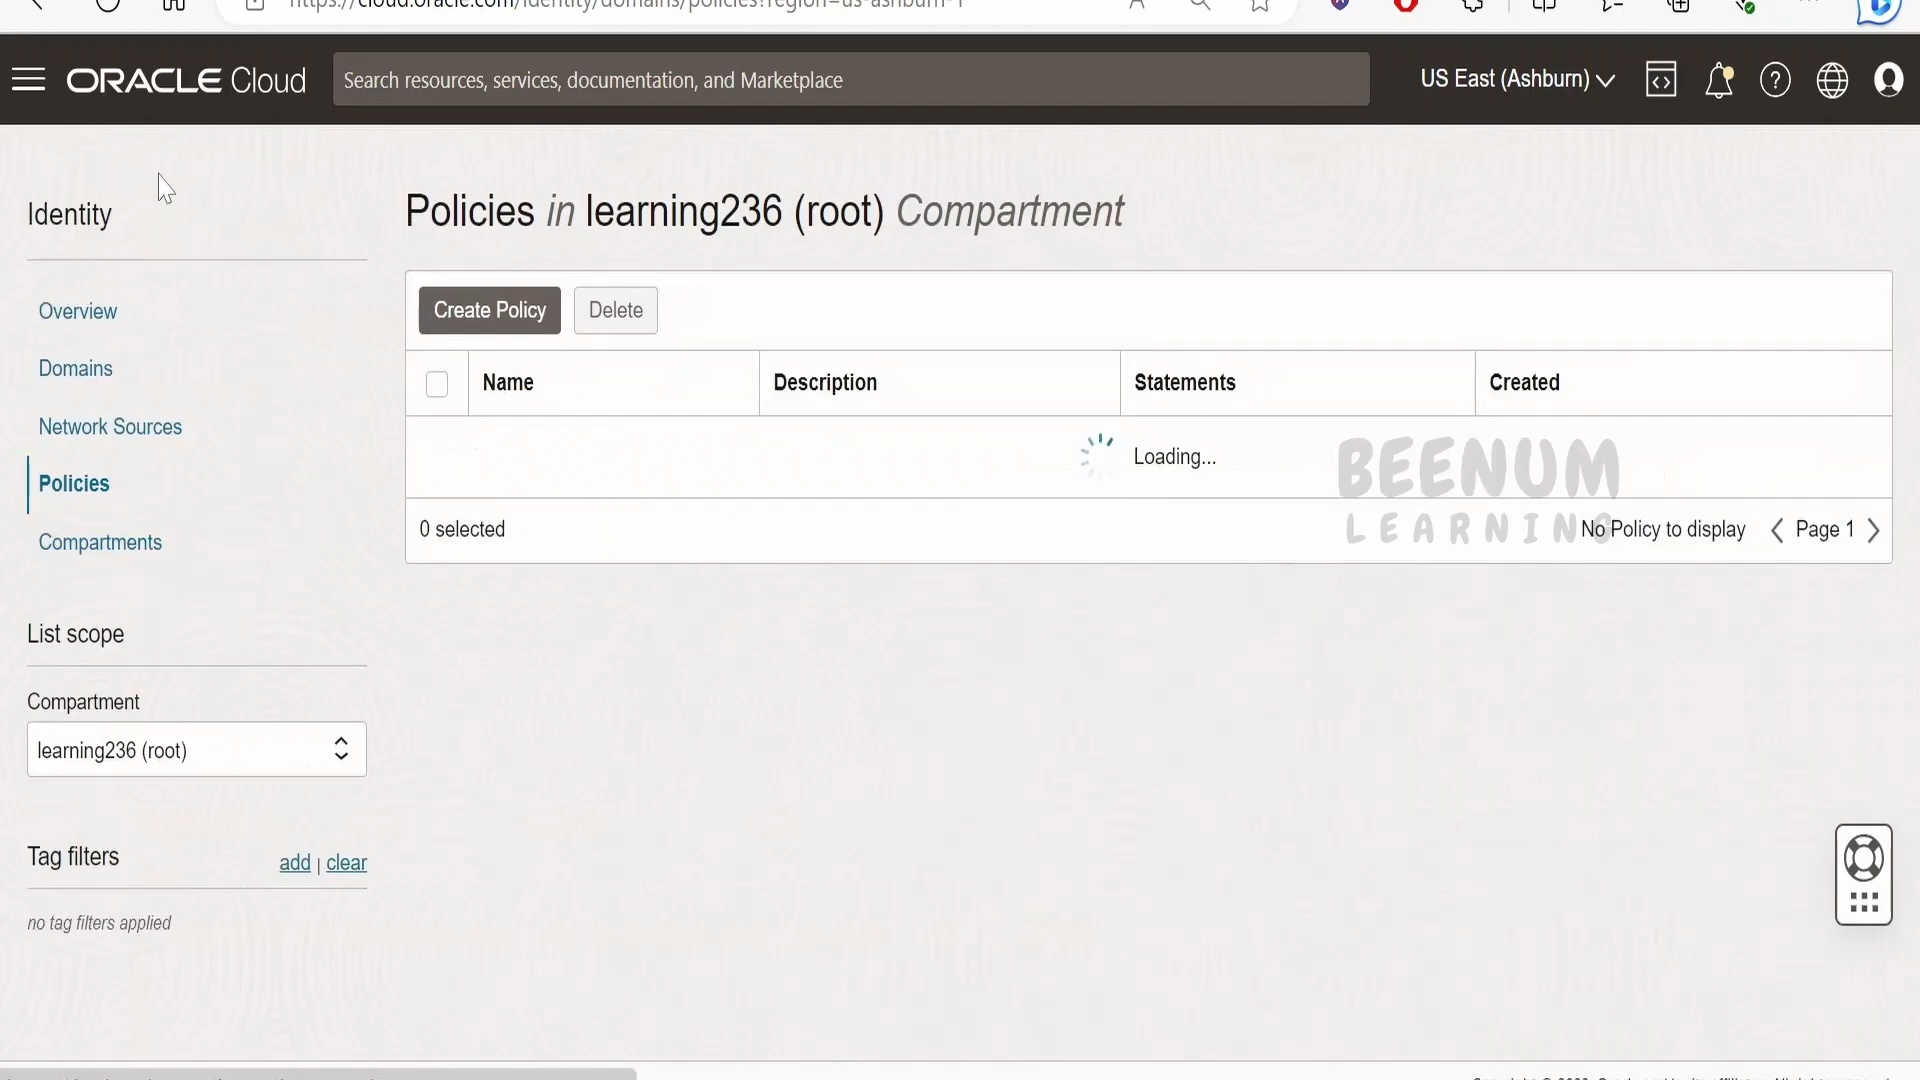 ORACLE Cloud
Search resources, services, documentation, and Marketplace
US East (Ashburn)
Identity
Policies in learning236 (root) Compartment
Overview
Domains
Network Sources
Policies
Compartments
Create Policy
Delete
Name
Description
Statements
Created
Loading...
BEENUM
LEARNING
0 selected
No Policy to display
Page 1
List scope
Compartment
learning236 (root)
Tag filters
add | clear
no tag filters applied